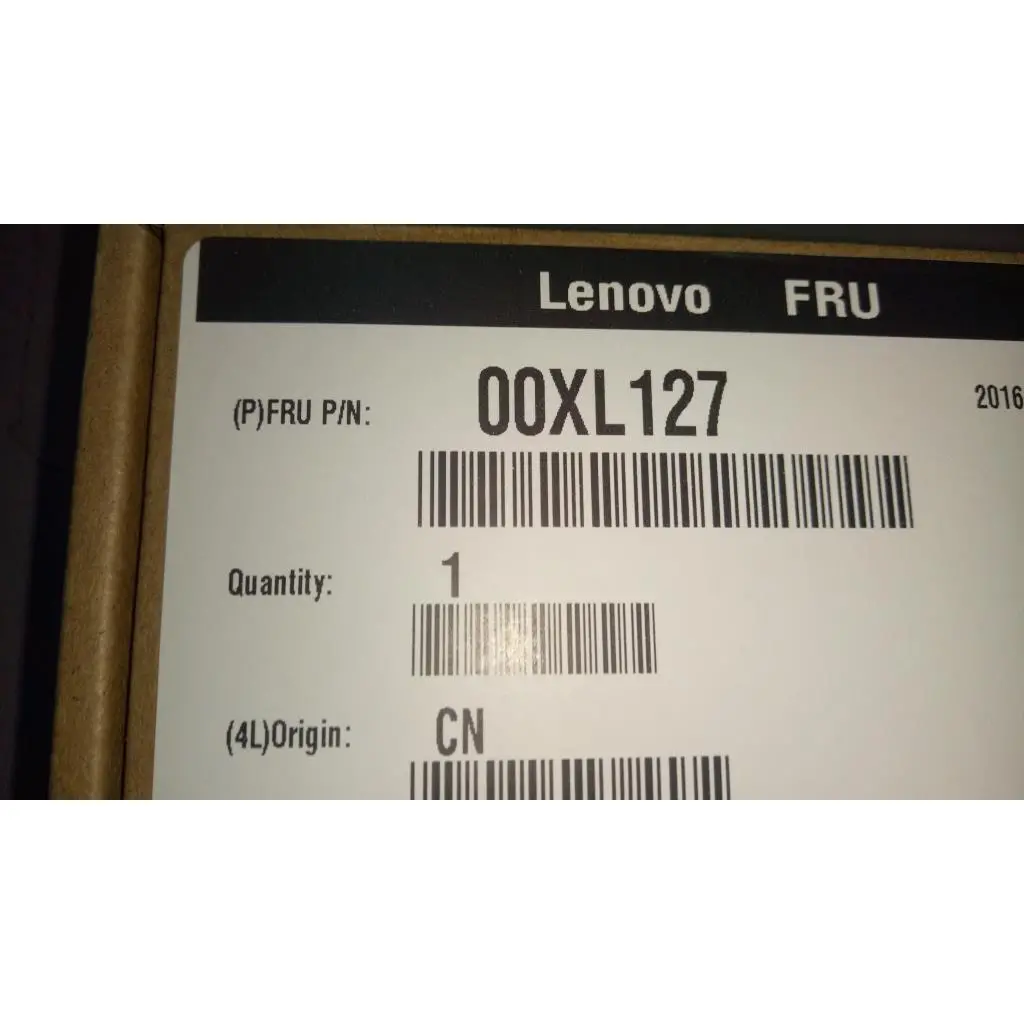 Lenovo FRU
(P)FRU P/N: 00XL127
2016
Quantity: 1
(4L)Origin: CN